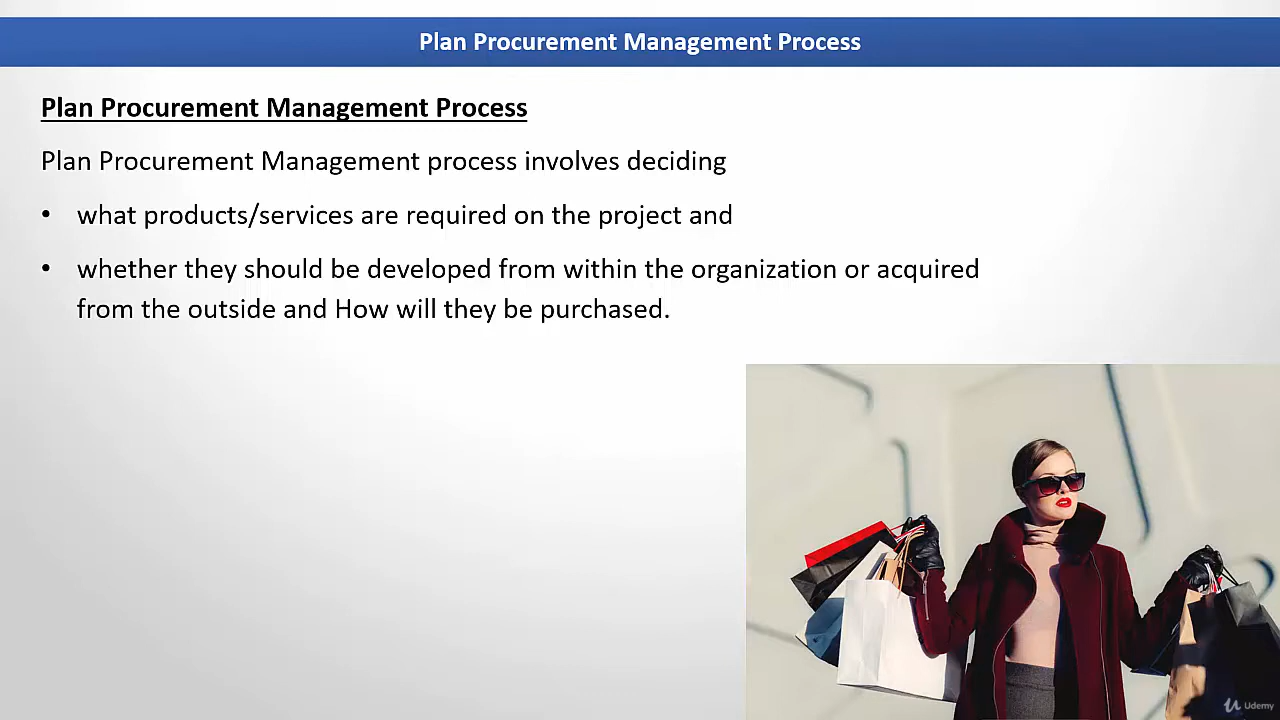 Plan Procurement Management Process
Plan Procurement Management Process
Plan Procurement Management process involves deciding
• what products/services are required on the project and
• whether they should be developed from within the organization or acquired
from the outside and How will they be purchased.
Udemy